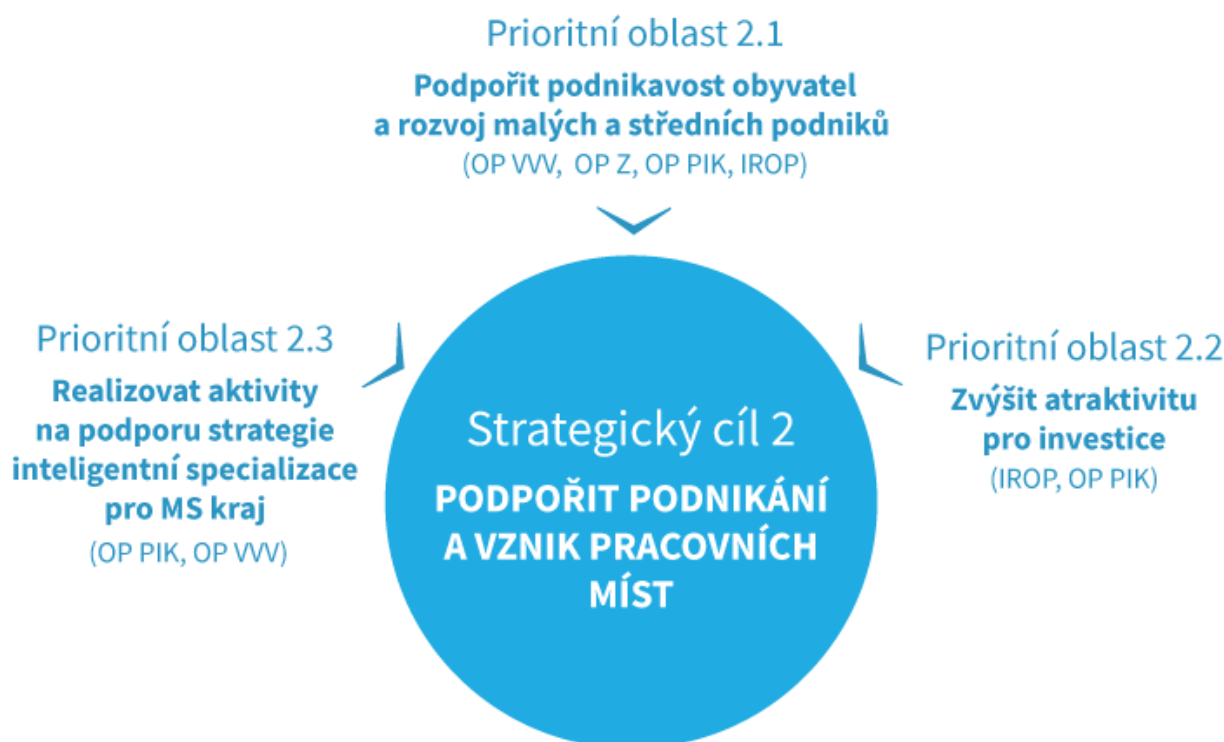 Prioritní oblast 2.1
Podpořit podnikavost obyvatel
a rozvoj malých a středních podniků
(OP VVV, OP Z, OP PIK, IROP)
Prioritní oblast 2.3
Realizovat aktivity
na podporu strategie
inteligentní specializace
pro MS kraj
(OP PIK, OP VVV)
Strategický cíl 2
PODPOŘIT PODNIKÁNÍ
A VZNIK PRACOVNÍCH
MÍST
Prioritní oblast 2.2
Zvýšit atraktivitu
pro investice
(IROP, OP PIK)